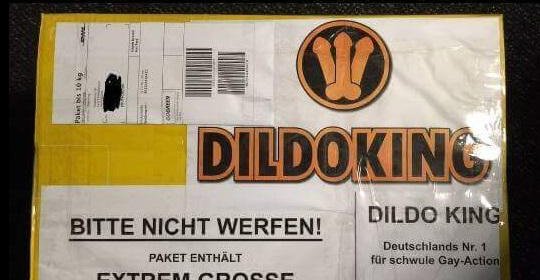 Paket bis 10 kg
DILDOKING
BITTE NICHT WERFEN!
PAKET ENTHÄLT
EXTREM GROSSE
DILDO KING
Deutschlands Nr. 1
für schwule Gay-Action